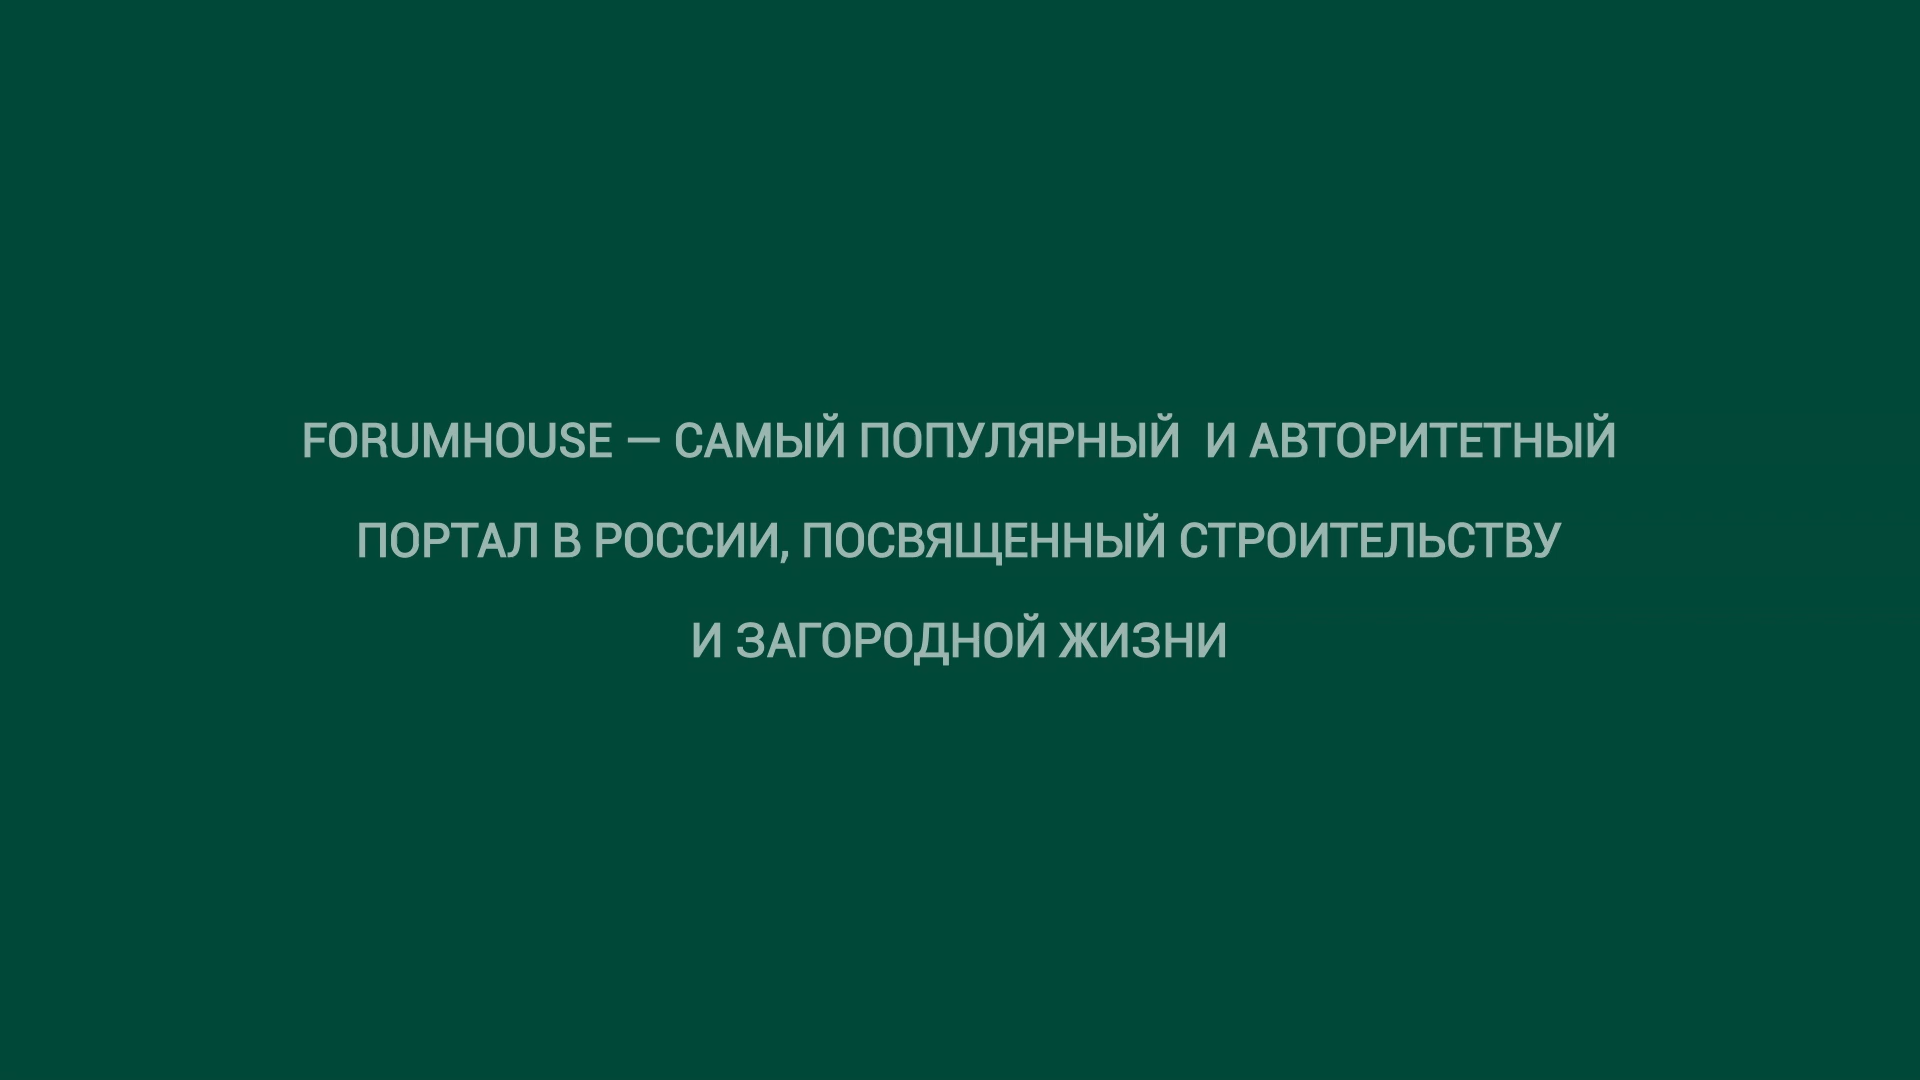 FORUMHOUSE — САМЫЙ ПОПУЛЯРНЫЙ  И АВТОРИТЕТНЫЙ
ПОРТАЛ В РОССИИ, ПОСВЯЩЕННЫЙ СТРОИТЕЛЬСТВУ
И ЗАГОРОДНОЙ ЖИЗНИ